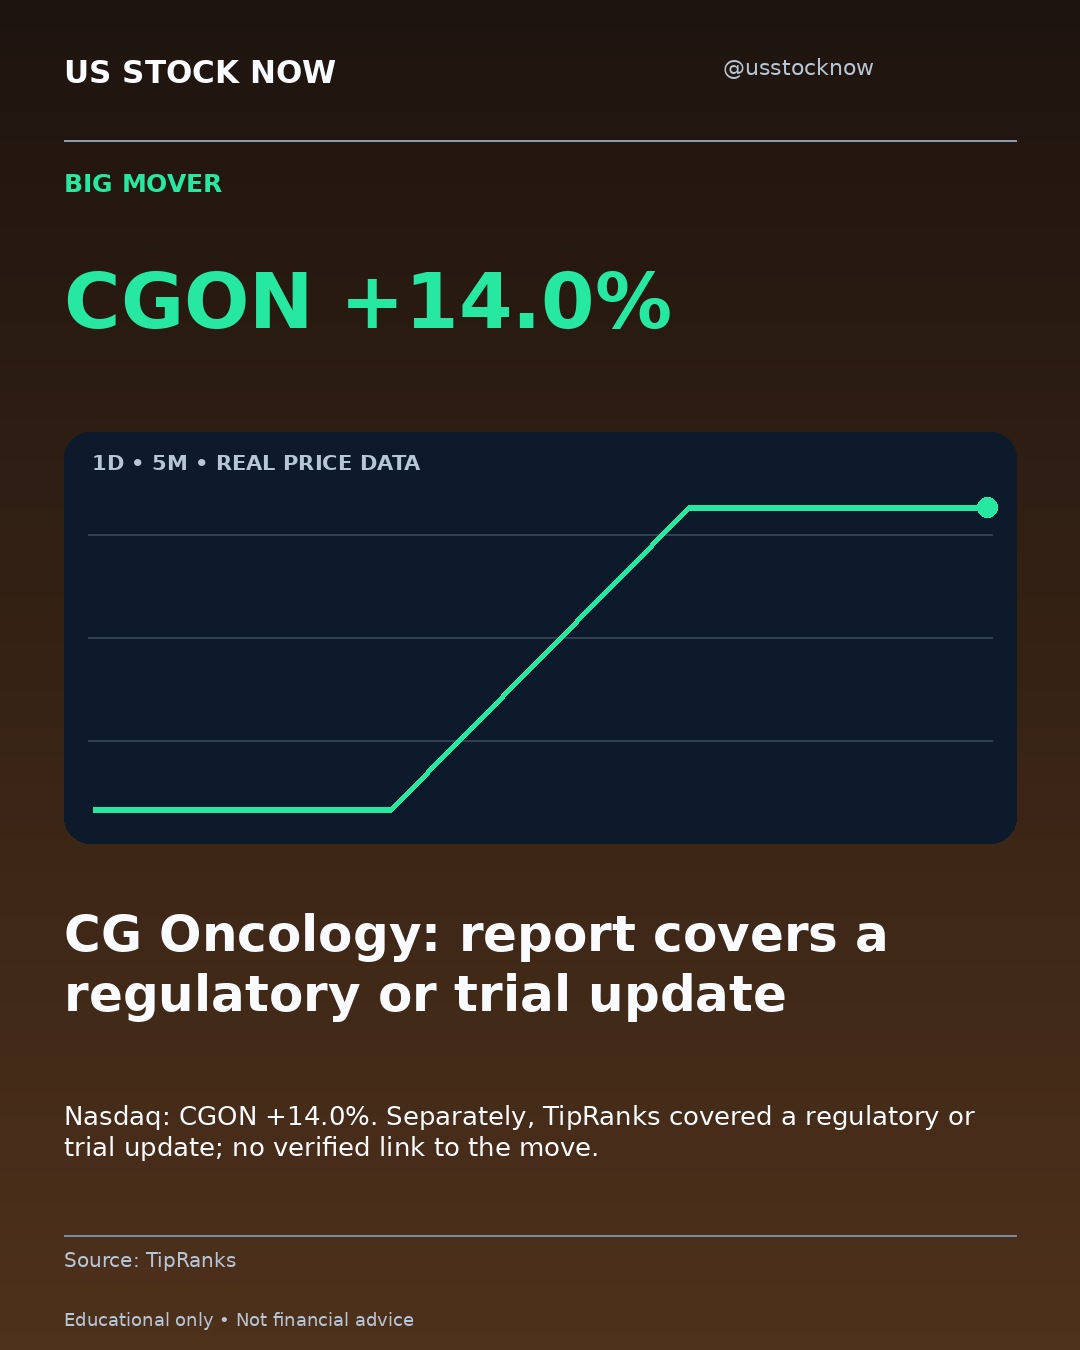 US STOCK NOW
@usstocknow
BIG MOVER
CGON +14.0%
1D • 5M • REAL PRICE DATA
CG Oncology: report covers a
regulatory or trial update
Nasdaq: CGON +14.0%. Separately, TipRanks covered a regulatory or
trial update; no verified link to the move.
Source: TipRanks
Educational only • Not financial advice